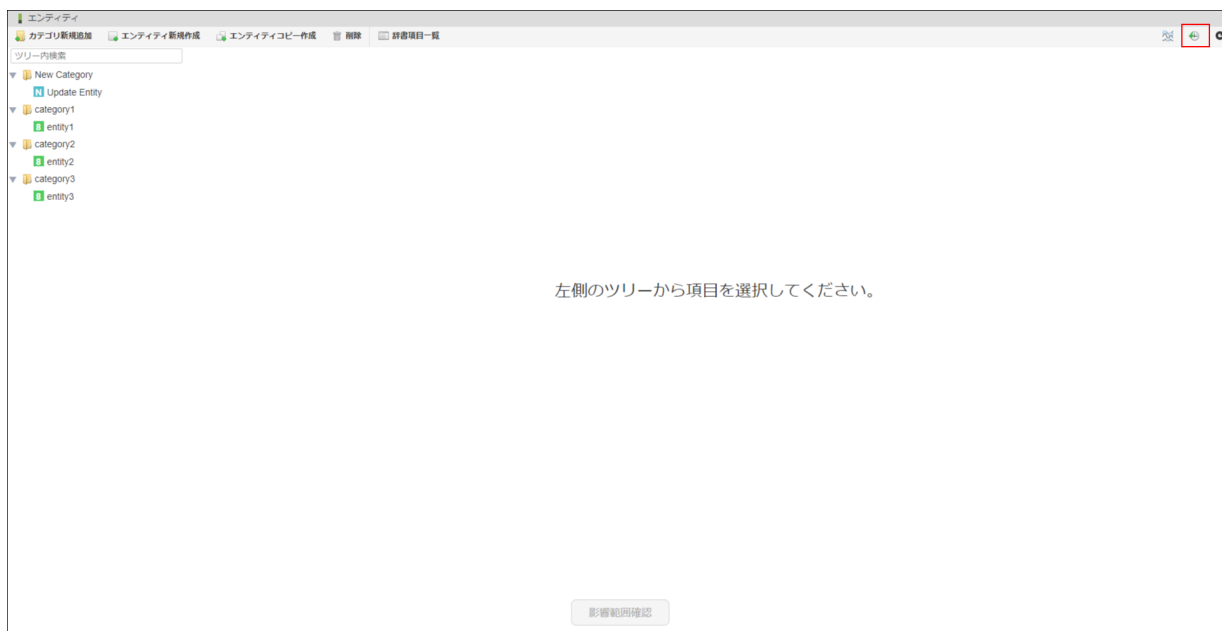 エンティティ
カテゴリ新規追加 エンティティ新規作成 エンティティコピー作成 削除 辞書項目一覧
ツリー内検索
New Category
N Update Entity
category1
B entity1
category2
B entity2
category3
B entity3
左側のツリーから項目を選択してください。
影響範囲確認